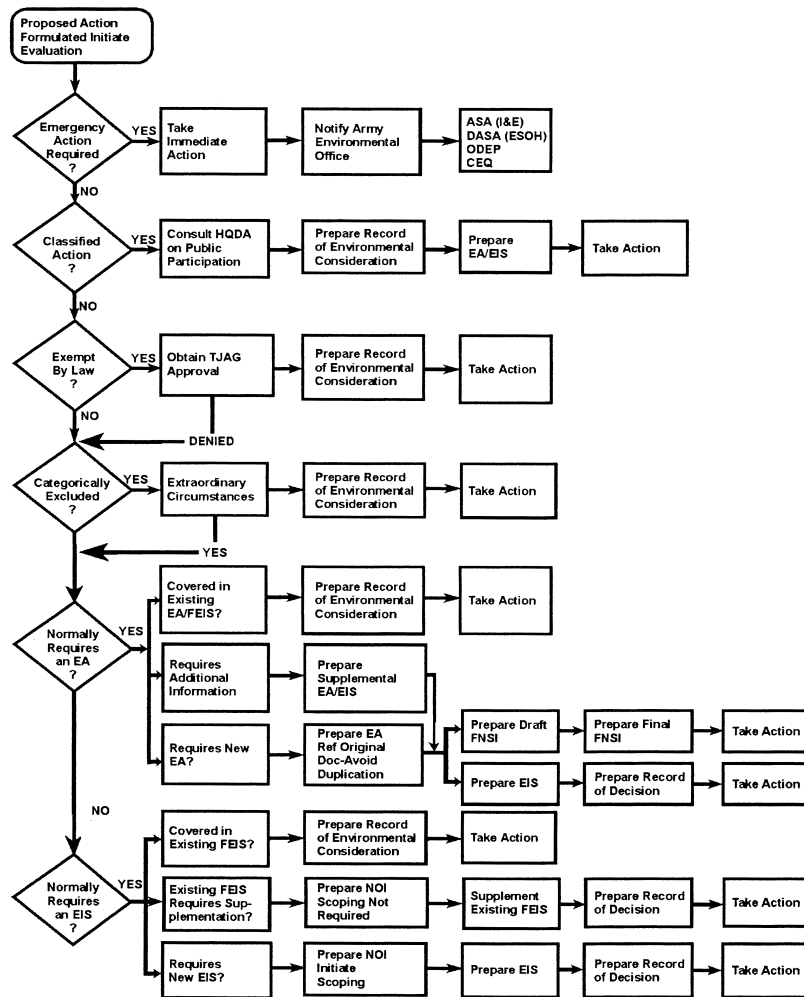 Proposed Action
Formulated Initiate
Evaluation
Emergency
Action
Required
?
YES
Take
Immediate
Action
Notify Army
Environmental
Office
ASA (I&E)
DASA (ESOH)
ODEP
CEQ
NO
Classified
Action
?
YES
Consult HQDA
on Public
Participation
Prepare Record
of Environmental
Consideration
Prepare
EA/EIS
Take Action
NO
Exempt
By Law
?
YES
Obtain TJAG
Approval
Prepare Record
of Environmental
Consideration
Take Action
NO
DENIED
Categorically
Excluded
?
YES
Extraordinary
Circumstances
Prepare Record
of Environmental
Consideration
Take Action
YES
Normally
Requires
an EA
?
YES
Covered in
Existing
EA/FEIS?
Prepare Record
of Environmental
Consideration
Take Action
Requires
Additional
Information
Prepare
Supplemental
EA/EIS
Requires New
EA?
Prepare EA
Ref Original
Doc-Avoid
Duplication
Prepare Draft
FNSI
Prepare Final
FNSI
Take Action
Prepare EIS
Prepare Record
of Decision
Take Action
NO
Normally
Requires
an EIS
?
YES
Covered in
Existing FEIS?
Prepare Record
of Environmental
Consideration
Take Action
Existing FEIS
Requires Sup-
plementation?
Prepare NOI
Scoping Not
Required
Supplement
Existing FEIS
Prepare Record
of Decision
Take Action
Requires
New EIS?
Prepare NOI
Initiate
Scoping
Prepare EIS
Prepare Record
of Decision
Take Action